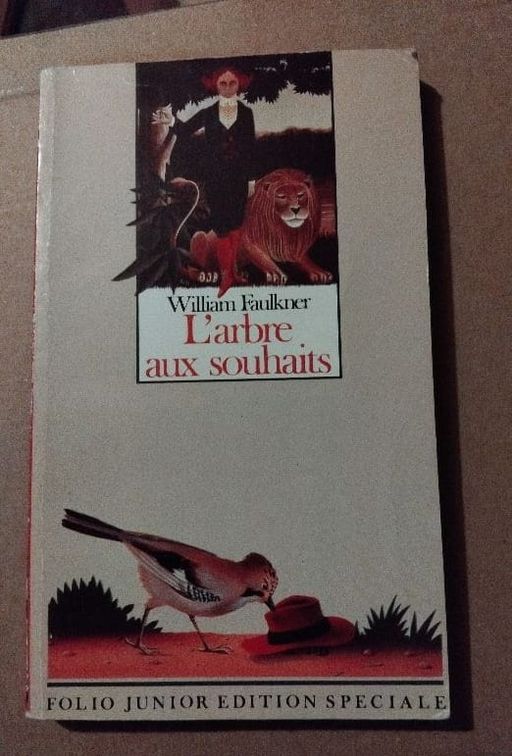 William Faulkner
L'arbre
aux souhaits
FOLIO JUNIOR EDITION SPECIALE